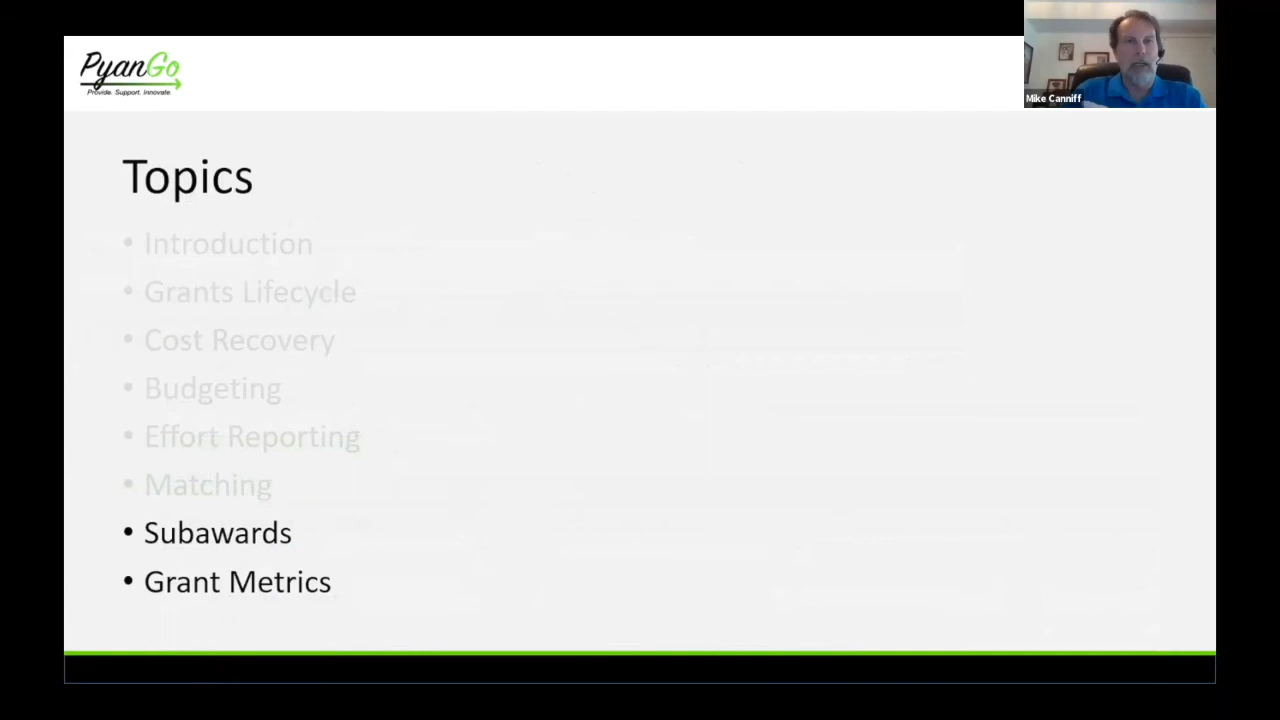 PyanGo
Provide. Support. Innovate.
Mike Canniff
Topics
• Introduction
• Grants Lifecycle
• Cost Recovery
• Budgeting
• Effort Reporting
• Matching
• Subawards
• Grant Metrics